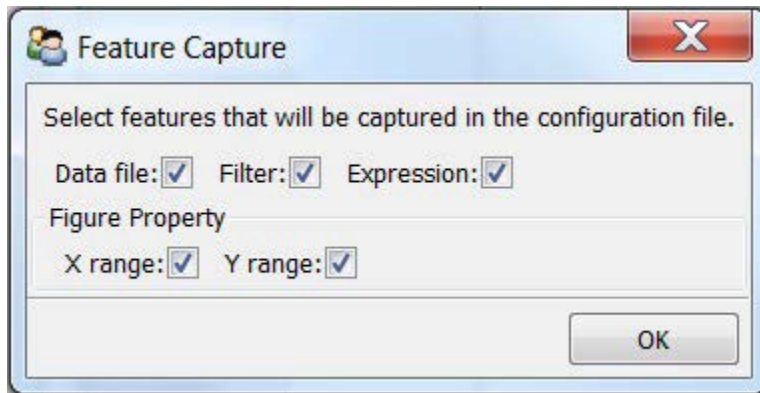 Feature Capture
Select features that will be captured in the configuration file.
Data file: Filter: Expression:
Figure Property
X range: Y range:
OK